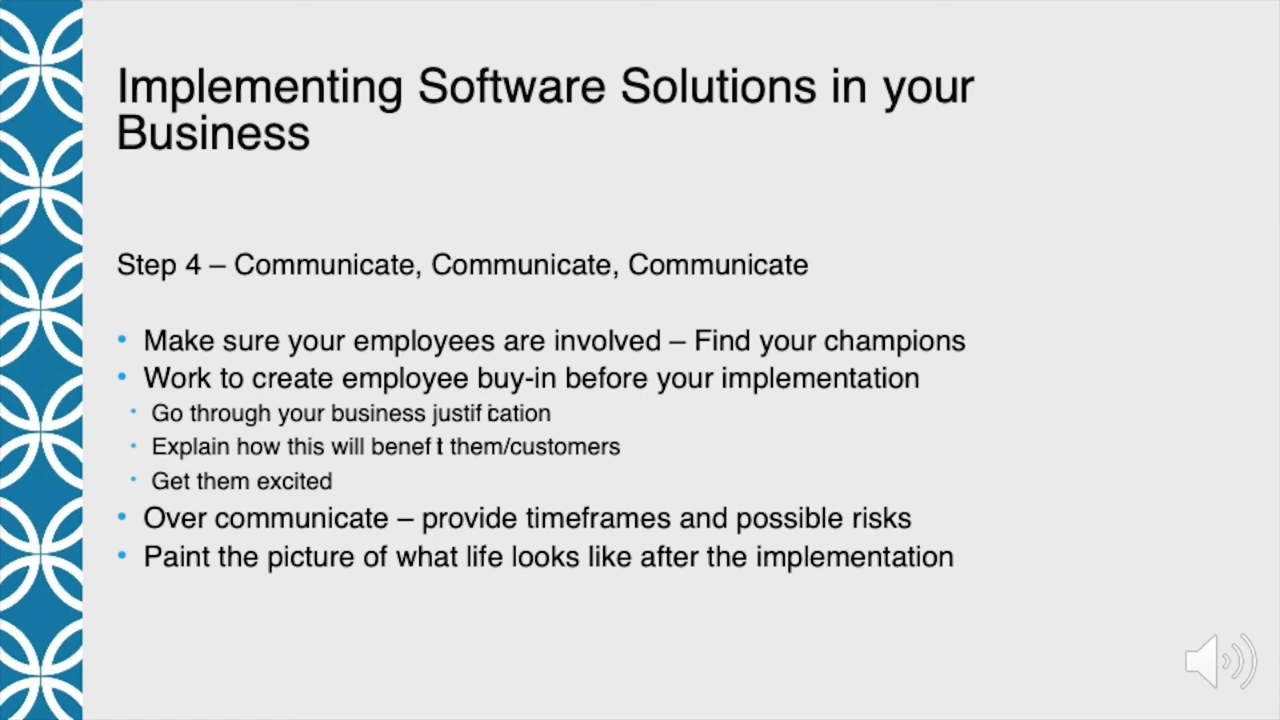 Implementing Software Solutions in your
Business
Step 4 – Communicate, Communicate, Communicate
• Make sure your employees are involved – Find your champions
• Work to create employee buy-in before your implementation
• Go through your business justification
• Explain how this will benefit them/customers
• Get them excited
• Over communicate – provide timeframes and possible risks
• Paint the picture of what life looks like after the implementation